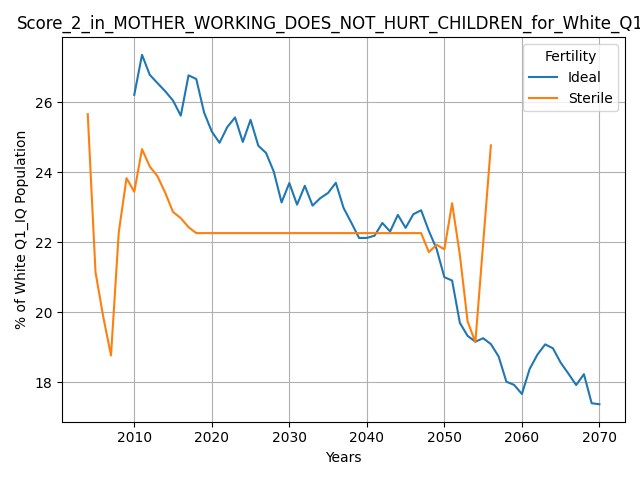 Score_2_in_MOTHER_WORKING_DOES_NOT_HURT_CHILDREN_for_White_Q1
Fertility
Ideal
Sterile
% of White Q1_IQ Population
26
24
22
20
18
2010 2020 2030 2040 2050 2060 2070
Years